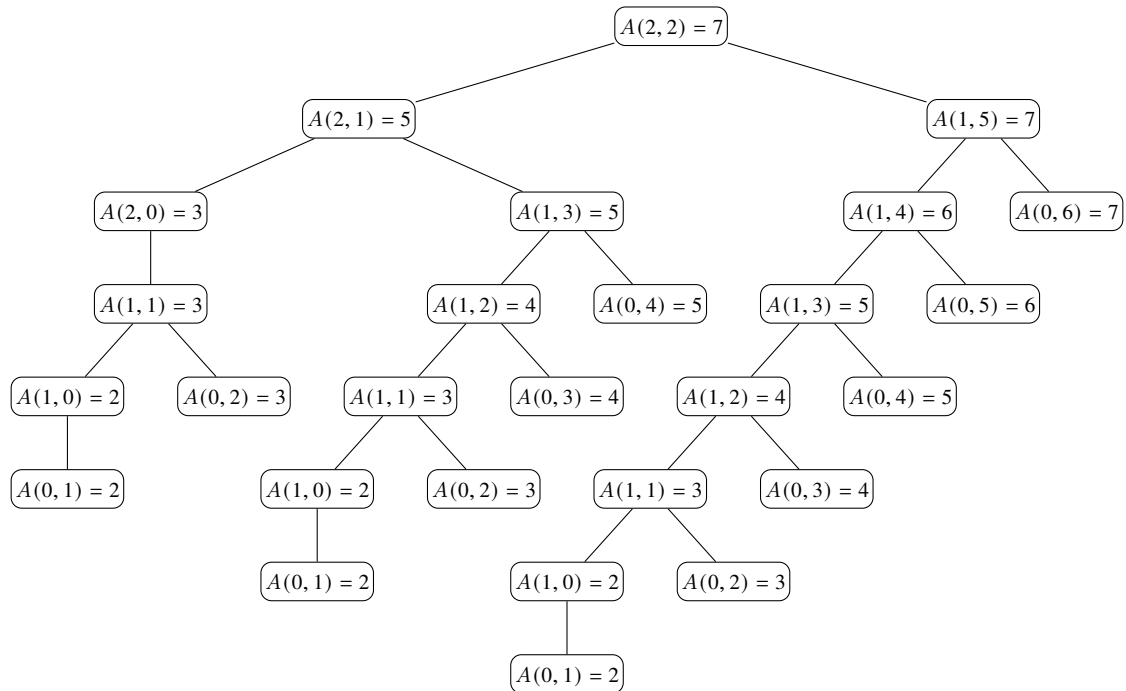 A(2, 2) = 7
A(2, 1) = 5
A(1, 5) = 7
A(2, 0) = 3
A(1, 3) = 5
A(1, 4) = 6
A(0, 6) = 7
A(1, 1) = 3
A(1, 2) = 4
A(0, 4) = 5
A(1, 3) = 5
A(0, 5) = 6
A(1, 0) = 2
A(0, 2) = 3
A(1, 1) = 3
A(0, 3) = 4
A(1, 2) = 4
A(0, 4) = 5
A(0, 1) = 2
A(1, 0) = 2
A(0, 2) = 3
A(1, 1) = 3
A(0, 3) = 4
A(0, 1) = 2
A(1, 0) = 2
A(0, 2) = 3
A(0, 1) = 2